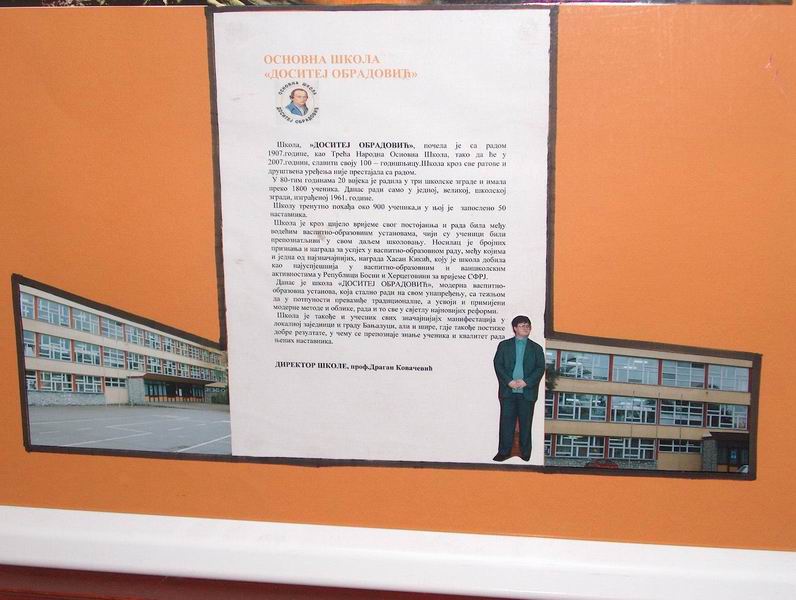 ОСНОВНА ШКОЛА
«ДОСИТЕЈ ОБРАДОВИЋ»
ОСНОВНА ШКОЛА
ДОСИТЕЈ ОБРАДОВИЋ
Школа, »ДОСИТЕЈ ОБРАДОВИЋ«, почела је са радом
1907.године, као Трећа Народна Основна Школа, тако да ће у
2007.години, славити своју 100 – годишњицу.Школа кроз све ратове и
друштвена уређења није престајала са радом.
У 80-тим годинама 20 вијека је радила у три школске зграде и имала
преко 1800 ученика. Данас ради само у једној, великој, школској
згради, изграђеној 1961. године.
Школу тренутно похађа око 900 ученика,и у њој је запослено 50
наставника.
Школа је кроз цијело вријеме свог постојања и рада била међу
водећим васпитно-образовним установама, чији су ученици били
препознатљиви у свом даљем школовању. Носилац је бројних
признања и награда за успјех у васпитно-образовном раду, међу којима
и једна од најзначајнијих, награда Хасан Кикић, коју је школа добила
као најуспјешнија у васпитно-образовним и ваншколским
активностима у Републици Босни и Херцеговини за вријеме СФРЈ.
Данас је школа «ДОСИТЕЈ ОБРАДОВИЋ», модерна васпитно-
образовна установа, која стално ради на свом унапређењу, са тежњом
да у потпуности превазиђе традиционалне, а усвоји и примијени
модерне методе и облике, рада и то све у свјетлу најновијих реформи.
Школа је такође и учесник свих значајнијих манифестација у
локалној заједници и граду Бањалуци, али и шире, гдје такође постиже
добре резултате, у чему се препознаје знање ученика и квалитет рада
њених наставника.
ДИРЕКТОР ШКОЛЕ, проф.Драган Ковачевић